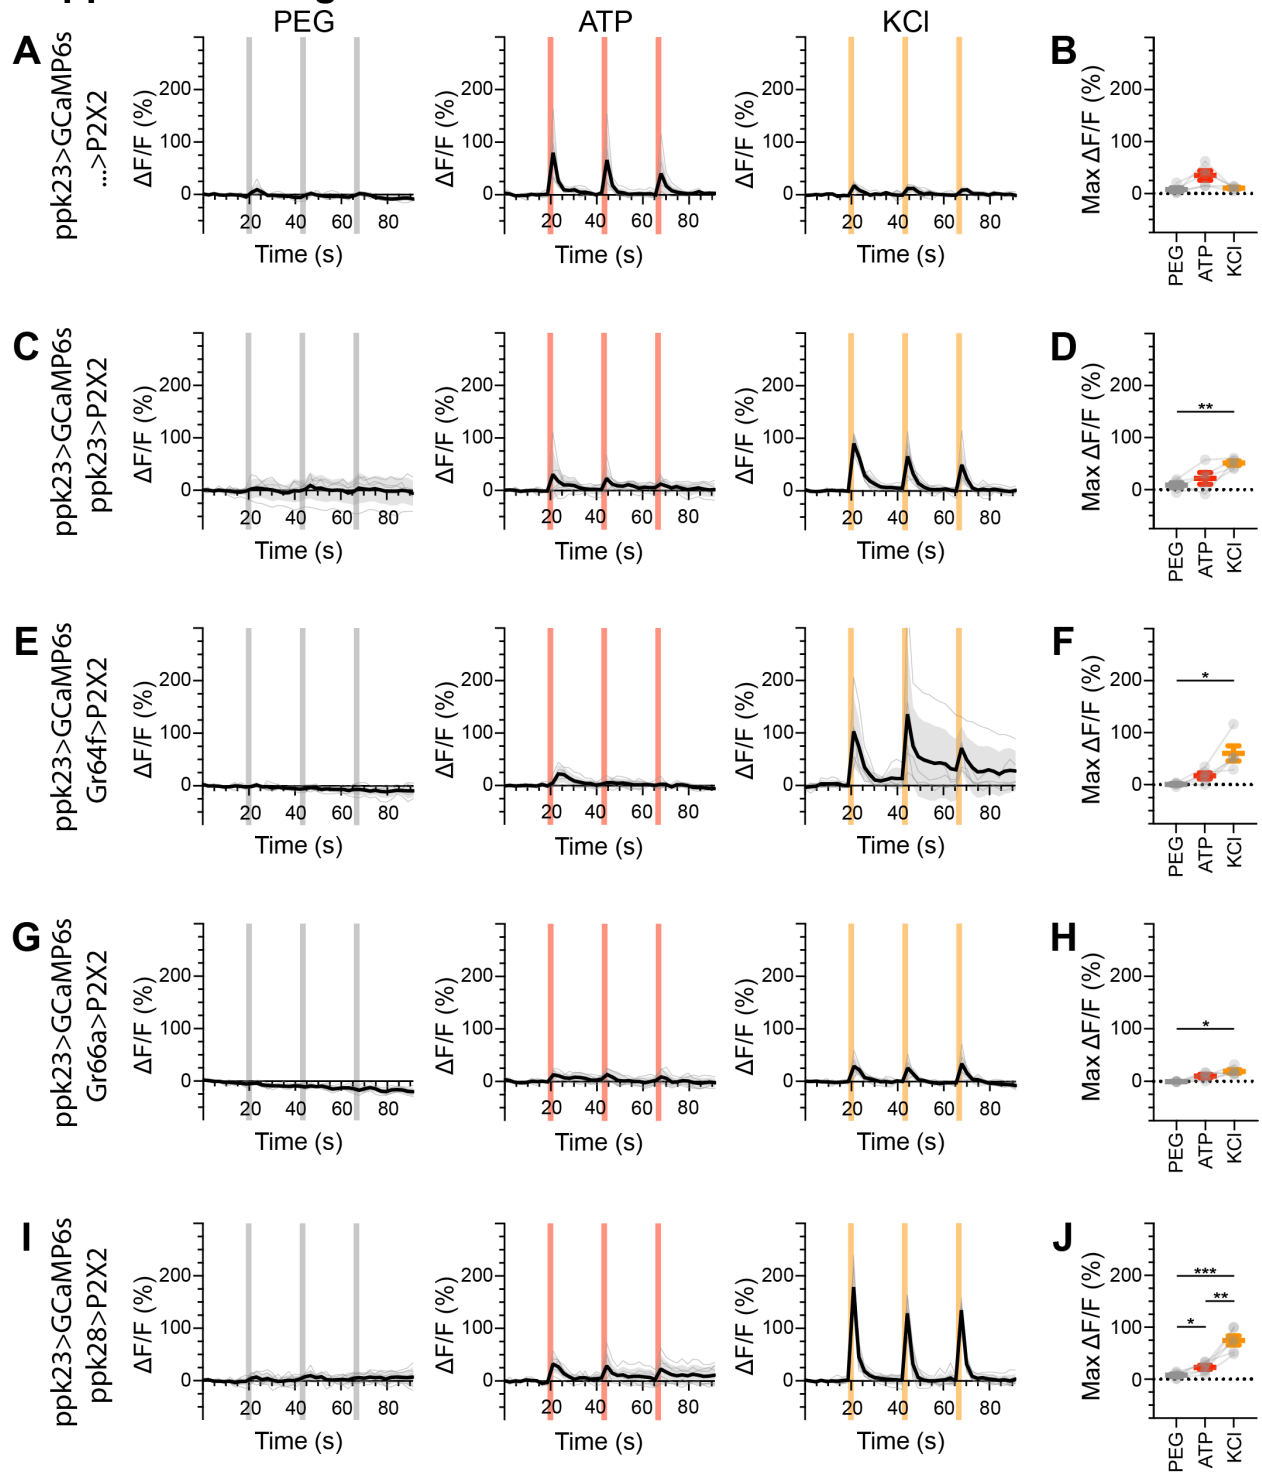 PEG ATP KCl
A ppk23>GCaMP6s
...>P2X2
ΔF/F (%) 200 100 0 20 40 60 80 Time (s)
ΔF/F (%) 200 100 0 20 40 60 80 Time (s)
ΔF/F (%) 200 100 0 20 40 60 80 Time (s)
B Max ΔF/F (%) 200 100 0 PEG ATP KCl
C ppk23>GCaMP6s
ppk23>P2X2
ΔF/F (%) 200 100 0 20 40 60 80 Time (s)
ΔF/F (%) 200 100 0 20 40 60 80 Time (s)
ΔF/F (%) 200 100 0 20 40 60 80 Time (s)
D Max ΔF/F (%) 200 100 0 ** PEG ATP KCl
E ppk23>GCaMP6s
Gr64f>P2X2
ΔF/F (%) 200 100 0 20 40 60 80 Time (s)
ΔF/F (%) 200 100 0 20 40 60 80 Time (s)
ΔF/F (%) 200 100 0 20 40 60 80 Time (s)
F Max ΔF/F (%) 200 100 0 * PEG ATP KCl
G ppk23>GCaMP6s
Gr66a>P2X2
ΔF/F (%) 200 100 0 20 40 60 80 Time (s)
ΔF/F (%) 200 100 0 20 40 60 80 Time (s)
ΔF/F (%) 200 100 0 20 40 60 80 Time (s)
H Max ΔF/F (%) 200 100 0 * PEG ATP KCl
I ppk23>GCaMP6s
ppk28>P2X2
ΔF/F (%) 200 100 0 20 40 60 80 Time (s)
ΔF/F (%) 200 100 0 20 40 60 80 Time (s)
ΔF/F (%) 200 100 0 20 40 60 80 Time (s)
J Max ΔF/F (%) 200 100 0 *** ** * PEG ATP KCl